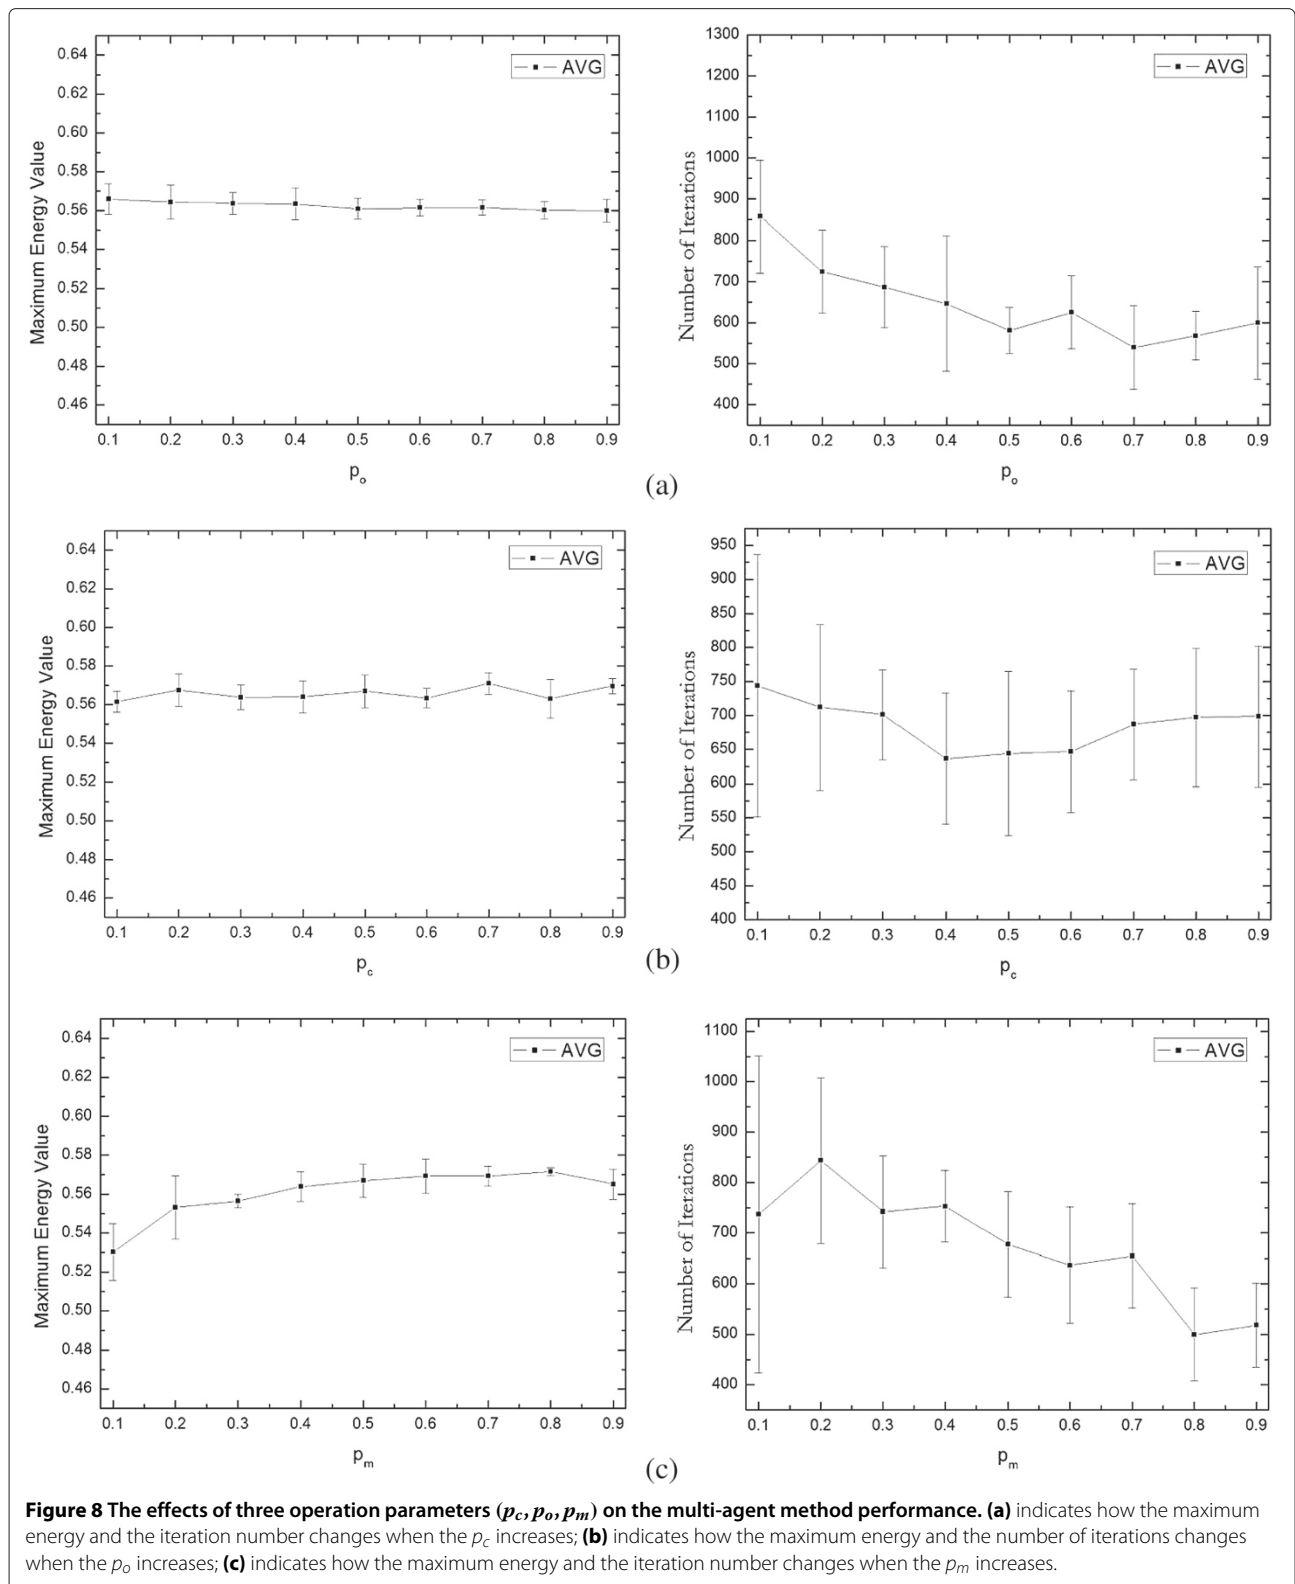 0.64
0.62
0.60
0.58
0.56
0.54
0.52
0.50
0.48
0.46
Maximum Energy Value
AVG
0.1 0.2 0.3 0.4 0.5 0.6 0.7 0.8 0.9
p_o
1300
1200
1100
1000
900
800
700
600
500
400
Number of Iterations
AVG
0.1 0.2 0.3 0.4 0.5 0.6 0.7 0.8 0.9
p_o
(a)
0.64
0.62
0.60
0.58
0.56
0.54
0.52
0.50
0.48
0.46
Maximum Energy Value
AVG
0.1 0.2 0.3 0.4 0.5 0.6 0.7 0.8 0.9
p_c
950
900
850
800
750
700
650
600
550
500
450
400
Number of Iterations
AVG
0.1 0.2 0.3 0.4 0.5 0.6 0.7 0.8 0.9
p_c
(b)
0.64
0.62
0.60
0.58
0.56
0.54
0.52
0.50
0.48
0.46
Maximum Energy Value
AVG
0.1 0.2 0.3 0.4 0.5 0.6 0.7 0.8 0.9
p_m
1100
1000
900
800
700
600
500
400
Number of Iterations
AVG
0.1 0.2 0.3 0.4 0.5 0.6 0.7 0.8 0.9
p_m
(c)
Figure 8 The effects of three operation parameters (p_c, p_o, p_m) on the multi-agent method performance. (a) indicates how the maximum
energy and the iteration number changes when the p_c increases; (b) indicates how the maximum energy and the number of iterations changes
when the p_o increases; (c) indicates how the maximum energy and the iteration number changes when the p_m increases.